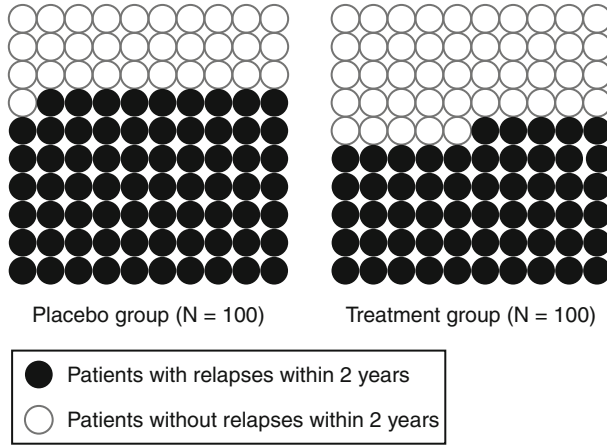 Placebo group (N = 100)
Treatment group (N = 100)
Patients with relapses within 2 years
Patients without relapses within 2 years